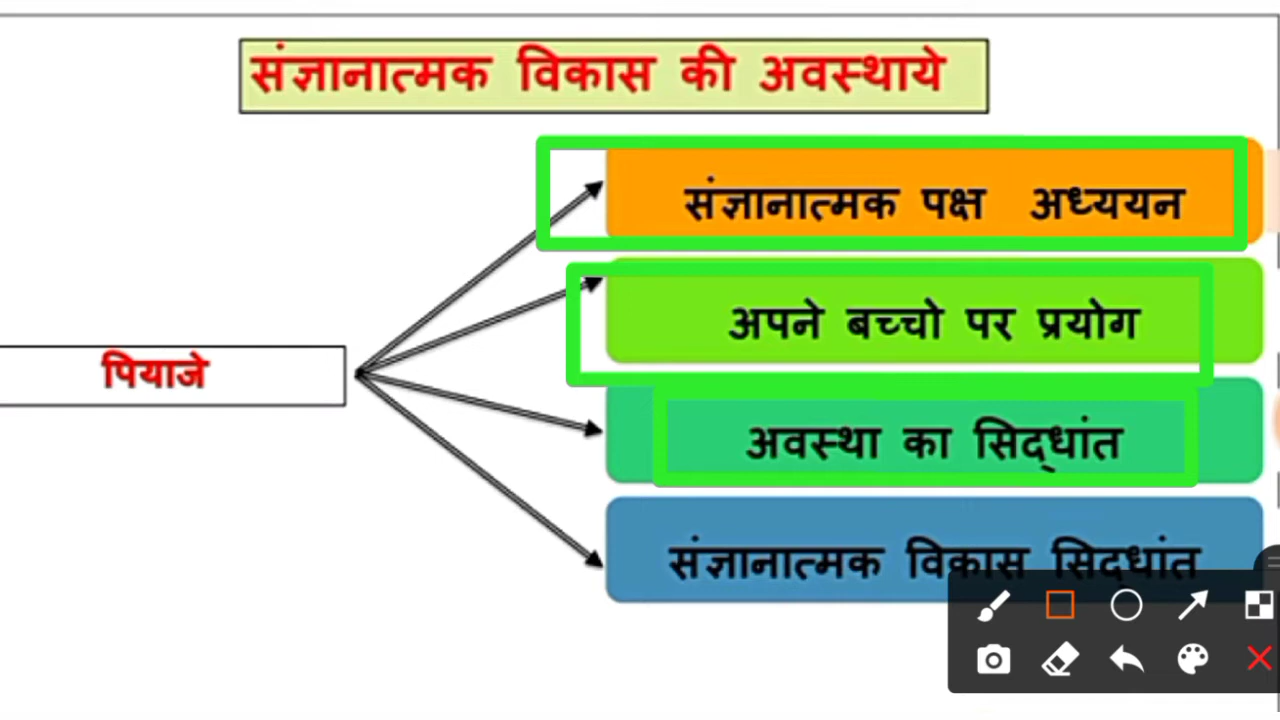 संज्ञानात्मक विकास की अवस्थाये
संज्ञानात्मक पक्ष अध्ययन
अपने बच्चो पर प्रयोग
पियाजे
अवस्था का सिद्धांत
संज्ञानात्मक विकास सिद्धांत